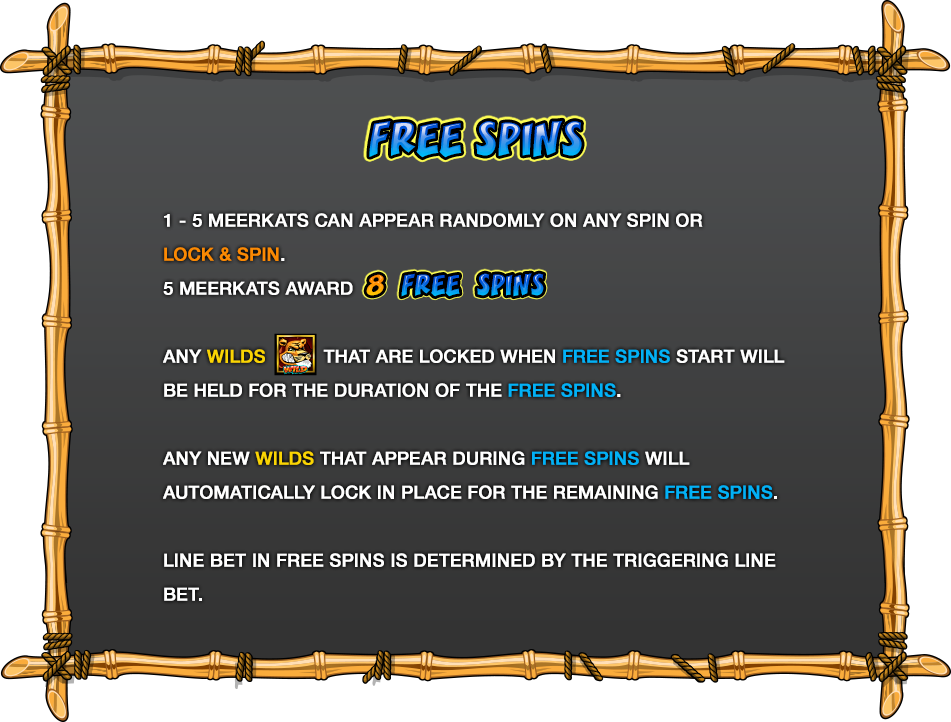 FREE SPINS
1 - 5 MEERKATS CAN APPEAR RANDOMLY ON ANY SPIN OR
LOCK & SPIN.
5 MEERKATS AWARD 8 FREE SPINS
ANY WILDS WILD THAT ARE LOCKED WHEN FREE SPINS START WILL
BE HELD FOR THE DURATION OF THE FREE SPINS.
ANY NEW WILDS THAT APPEAR DURING FREE SPINS WILL
AUTOMATICALLY LOCK IN PLACE FOR THE REMAINING FREE SPINS.
LINE BET IN FREE SPINS IS DETERMINED BY THE TRIGGERING LINE
BET.